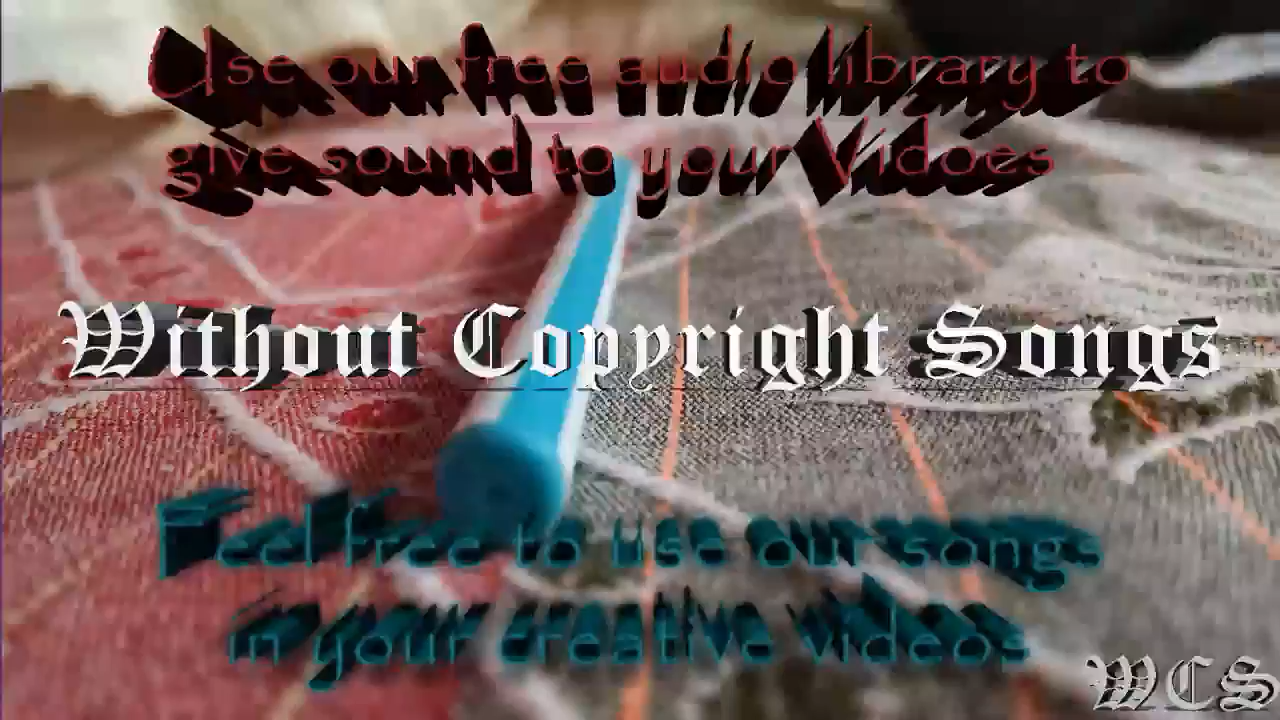 Use our free audio library to
give sound to your Vidoes
Without Copyright Songs
Feel free to use our songs
in your creative videos
WCS